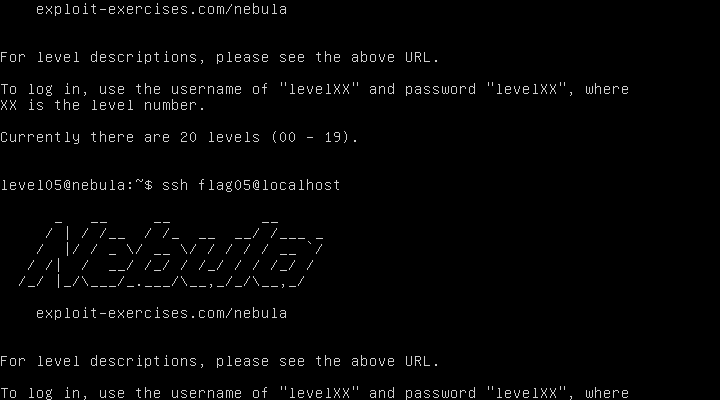 exploit-exercises.com/nebula
For level descriptions, please see the above URL.
To log in, use the username of "levelXX" and password "levelXX", where
XX is the level number.
Currently there are 20 levels (00 - 19).
level05@nebula:~$ ssh flag05@localhost
Nebula
exploit-exercises.com/nebula
For level descriptions, please see the above URL.
To log in, use the username of "levelXX" and password "levelXX", where